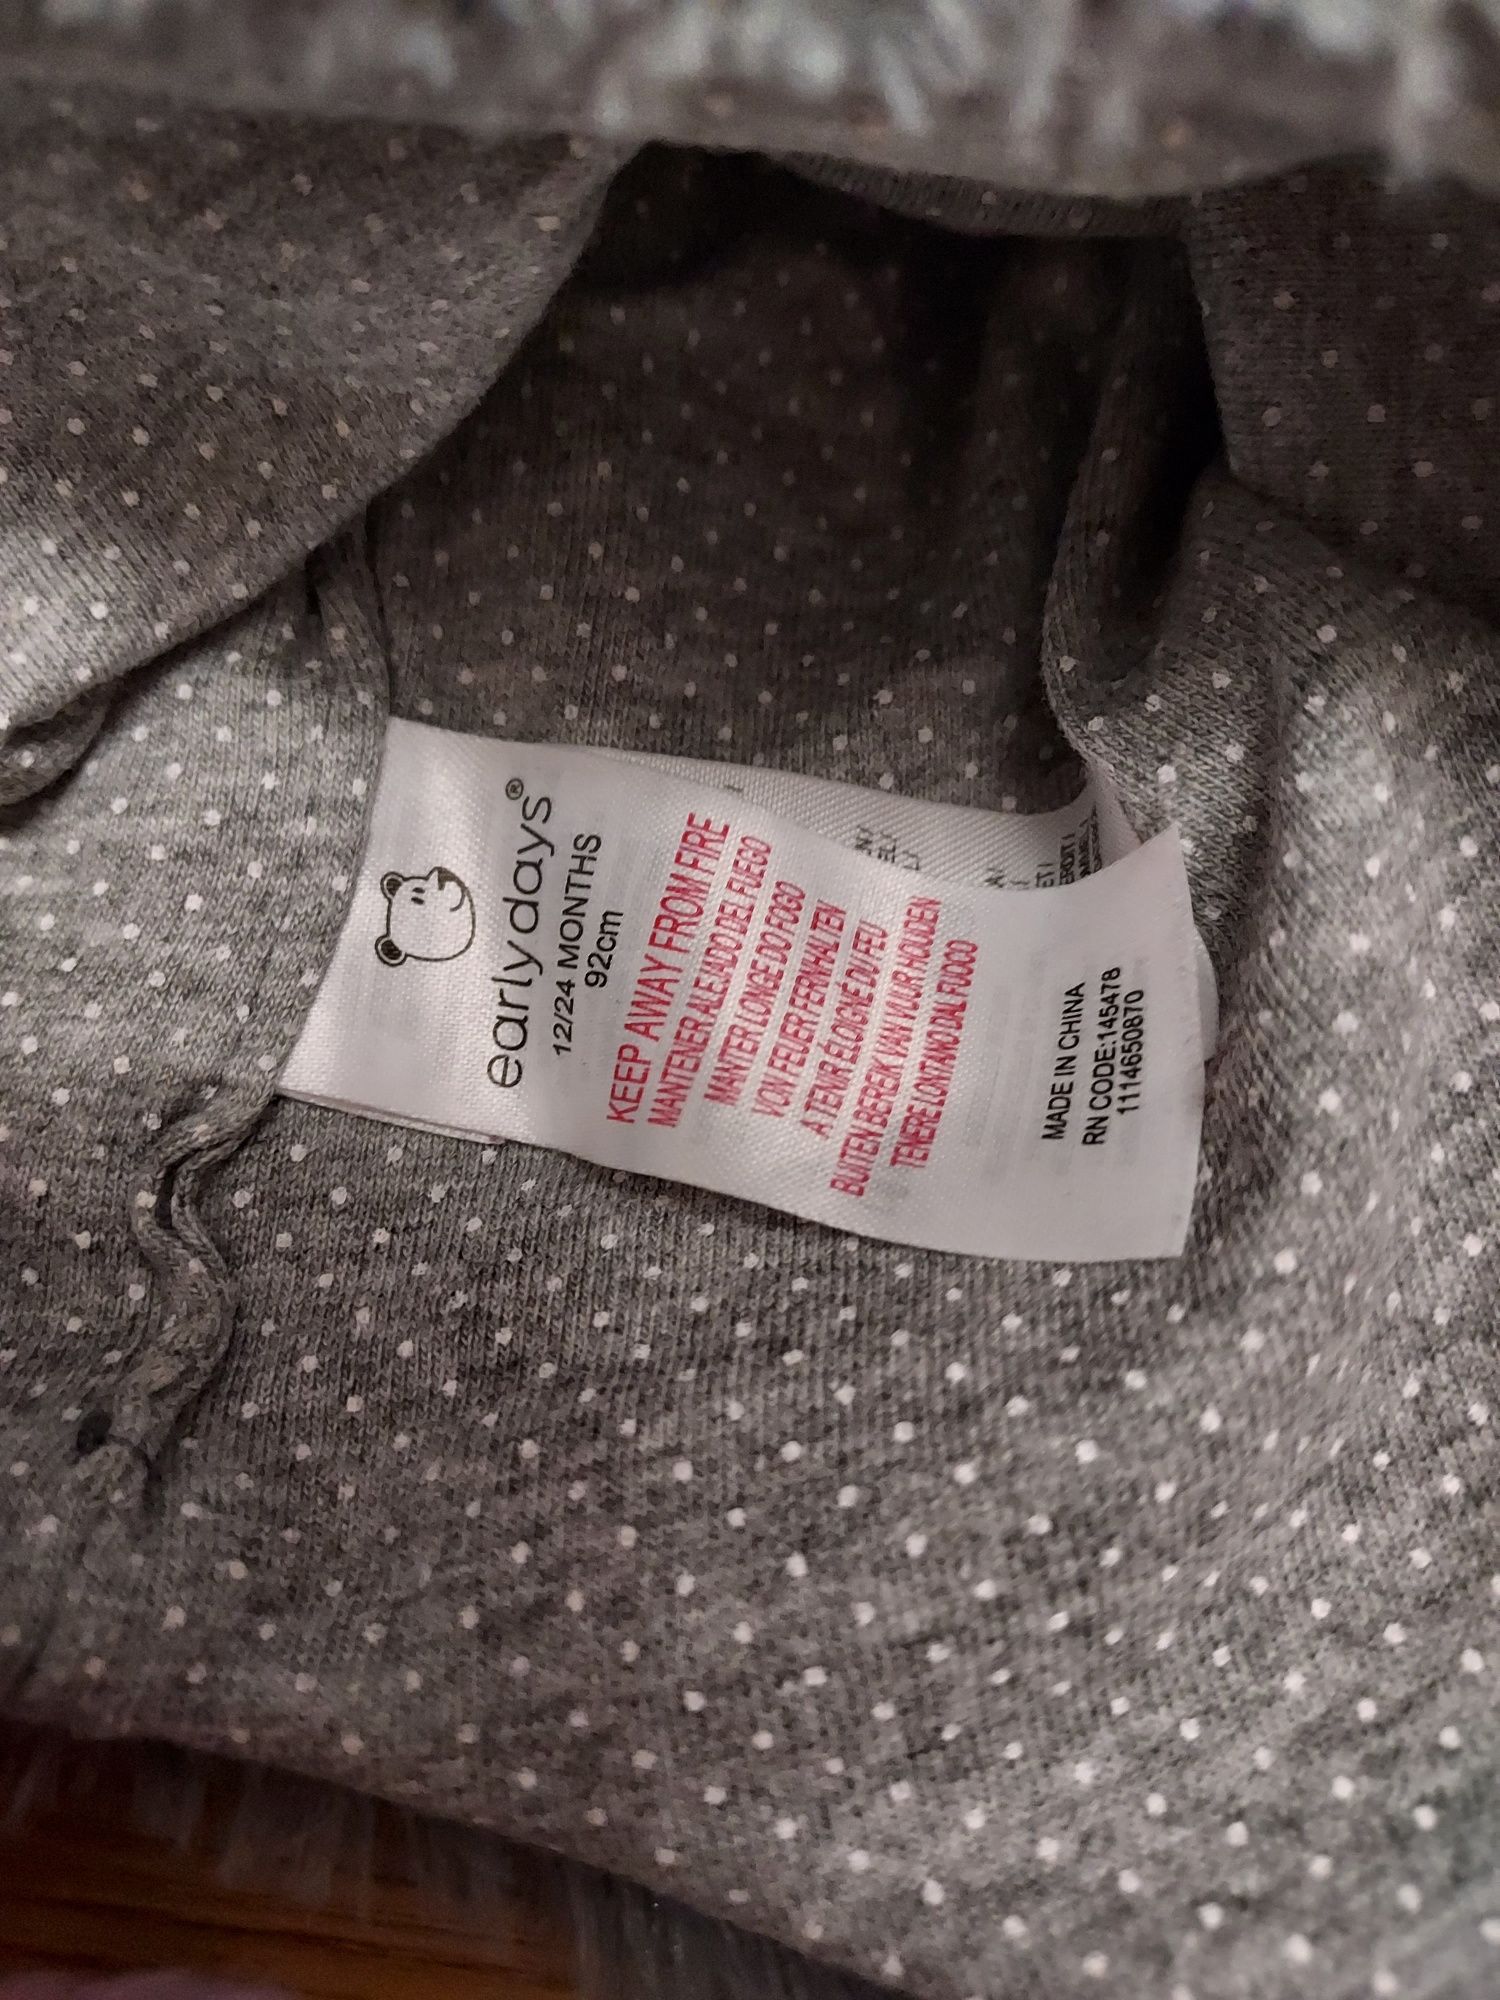 early days®
12/24 MONTHS
92cm
KEEP AWAY FROM FIRE
MANTENER ALEJADO DEL FUEGO
MANTER LONGE DO FOGO
VON FEUER FERNHALTEN
A TENIR ÉLOIGNÉ DU FEU
BUITEN BEREIK VAN VUUR HOUDEN
TENERE LONTANO DAL FUOCO
MADE IN CHINA
RN CODE:145478
1114650870